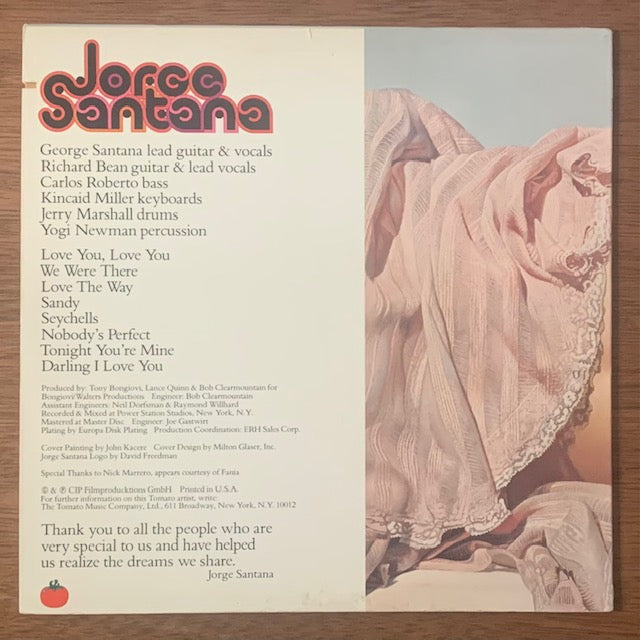 Jorge
Santana
George Santana lead guitar & vocals
Richard Bean guitar & lead vocals
Carlos Roberto bass
Kincaid Miller keyboards
Jerry Marshall drums
Yogi Newman percussion
Love You, Love You
We Were There
Love The Way
Sandy
Seychells
Nobody's Perfect
Tonight You're Mine
Darling I Love You
Produced by: Tony Bongiovi, Lance Quinn & Bob Clearmountain for
Bongiovi/Walters Productions Engineer: Bob Clearmountain
Assistant Engineers: Neil Dorfsman & Raymond Willhard
Recorded & Mixed at Power Station Studios, New York, N.Y.
Mastered at Master Disc Engineer: Joe Gastwirt
Plating by Europa Disk Plating Production Coordination: ERH Sales Corp.
Cover Painting by John Kacere Cover Design by Milton Glaser, Inc.
Jorge Santana Logo by David Freedman
Special Thanks to Nick Marrero, appears courtesy of Fania
© & ℗ CIP Filmproducktions GmbH Printed in U.S.A.
For further information on this Tomato artist, write:
The Tomato Music Company, Ltd., 611 Broadway, New York, N.Y. 10012
Thank you to all the people who are
very special to us and have helped
us realize the dreams we share.
Jorge Santana